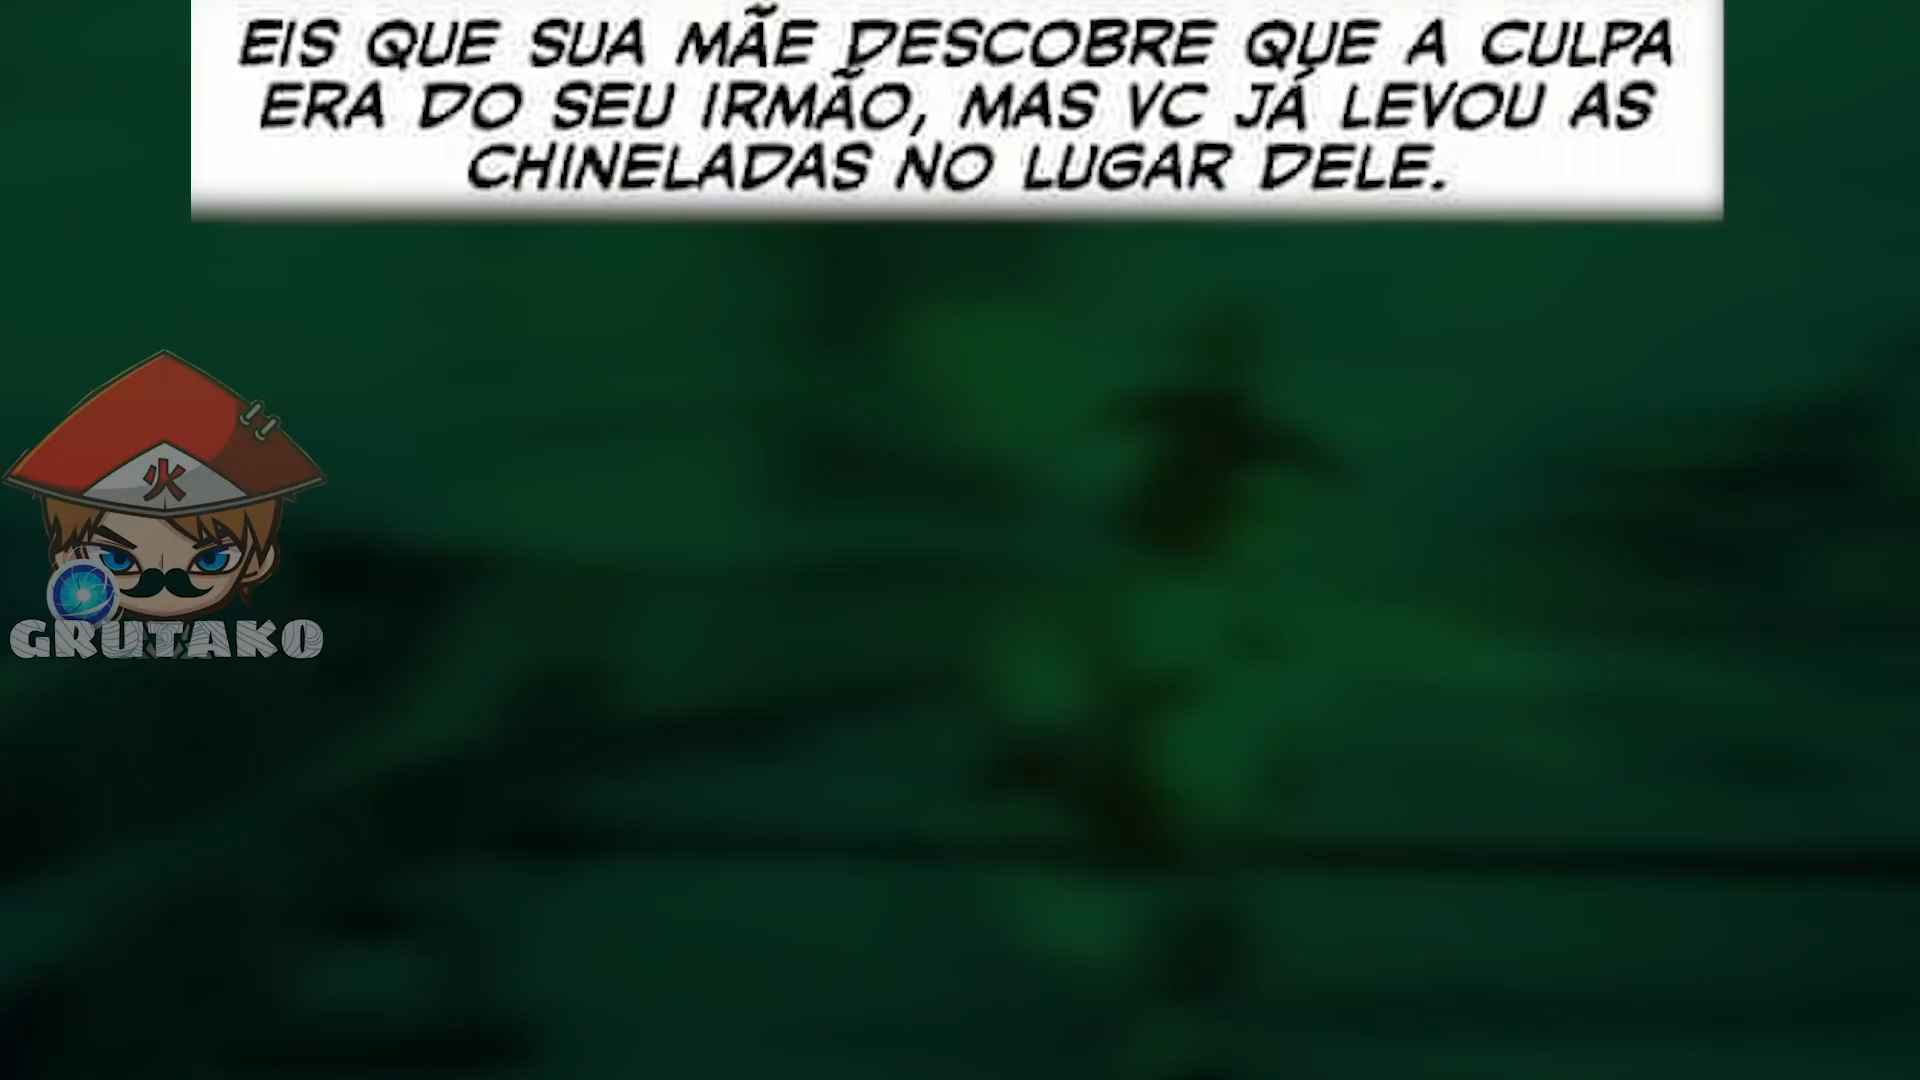 EIS QUE SUA MÃE DESCOBRE QUE A CULPA
ERA DO SEU IRMÃO, MAS VC JÁ LEVOU AS
CHINELADAS NO LUGAR DELE.
火
GRUTAKO